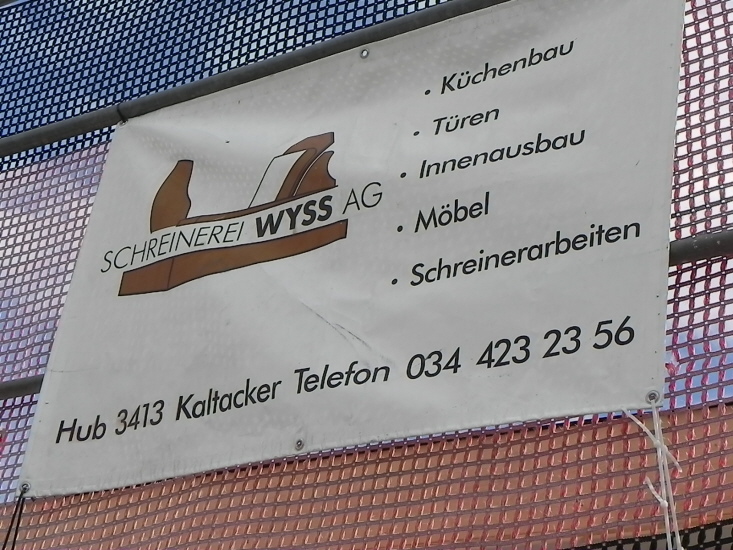 SCHREINEREI WYSS AG
• Küchenbau
• Türen
• Innenausbau
• Möbel
• Schreinerarbeiten
Hub 3413 Kaltacker Telefon 034 423 23 56